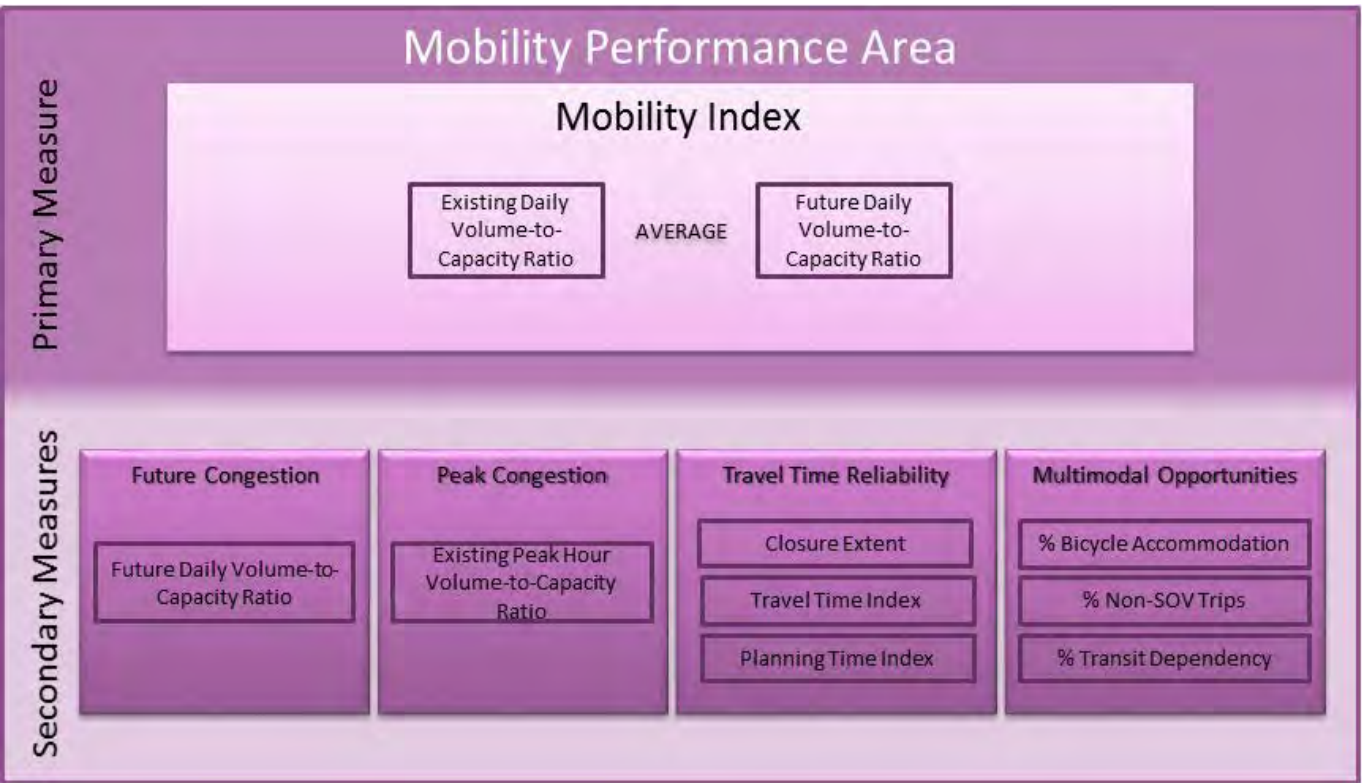 Mobility Performance Area
Primary Measure
Mobility Index
Existing Daily
Volume-to-
Capacity Ratio
AVERAGE
Future Daily
Volume-to-
Capacity Ratio
Secondary Measures
Future Congestion
Future Daily Volume-to-
Capacity Ratio
Peak Congestion
Existing Peak Hour
Volume-to-Capacity
Ratio
Travel Time Reliability
Closure Extent
Travel Time Index
Planning Time Index
Multimodal Opportunities
% Bicycle Accommodation
% Non-SOV Trips
% Transit Dependency